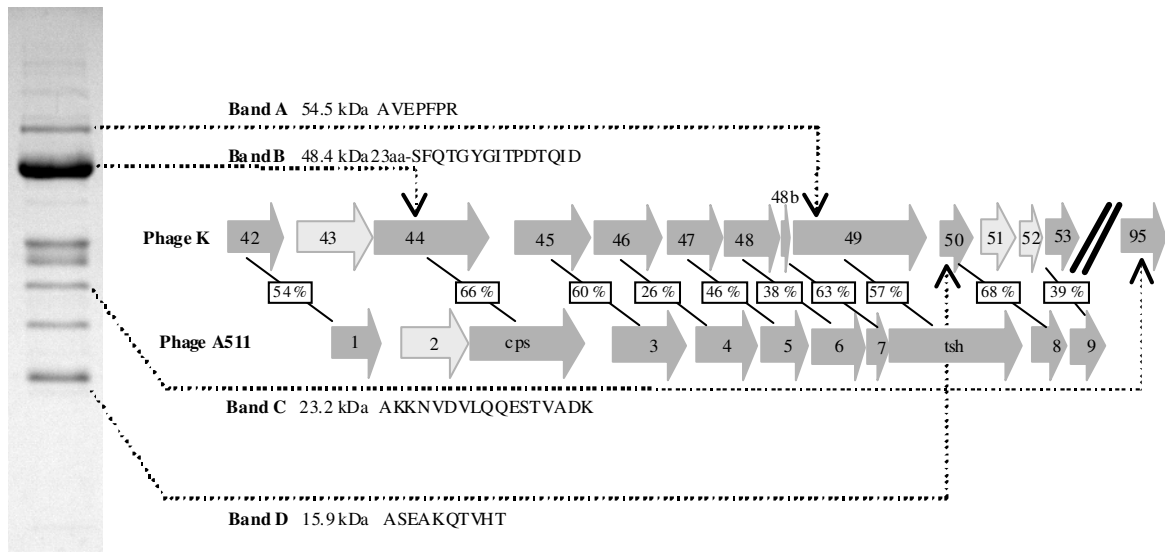 Band A 54.5 kDa AVEPFPR
Band B 48.4 kDa 23aa-SFQTGYGITPDTQID
48b
Phage K 42 43 44 45 46 47 48 49 50 51 52 53 95
54 % 66 % 60 % 26 % 46 % 38 % 63 % 57 % 68 % 39 %
Phage A511 1 2 cps 3 4 5 6 7 tsh 8 9
Band C 23.2 kDa AKKNVDVLQQESTVADK
Band D 15.9 kDa ASEAKQTVHT